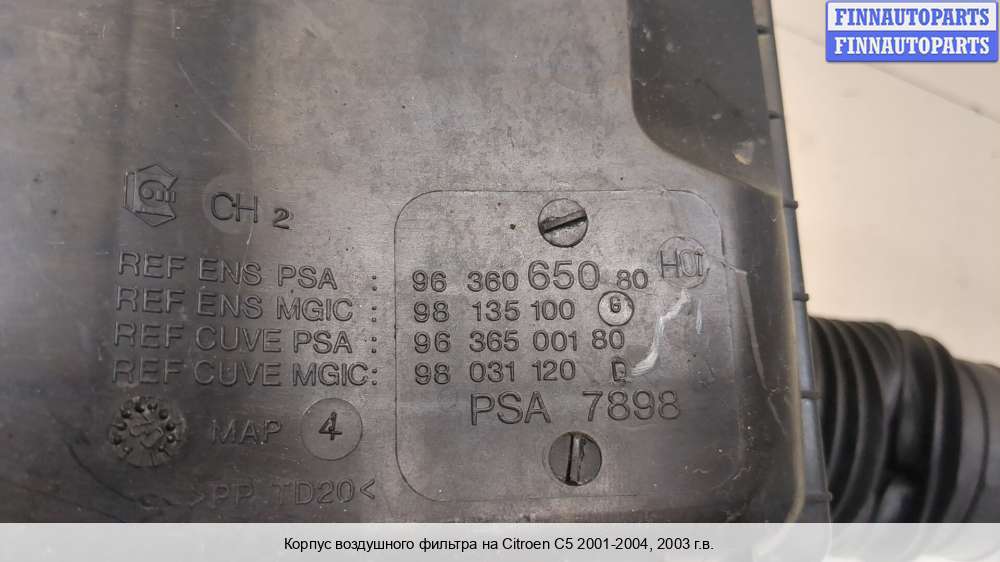 FINNAUTOPARTS
FINNAUTOPARTS
CH 2
REF ENS PSA : 96 360 650 80
REF ENS MGIC : 98 135 100 G
REF CUVE PSA : 96 365 001 80
REF CUVE MGIC: 98 031 120 D
PSA 7898
MAP 4
>PP TD20<
Корпус воздушного фильтра на Citroen C5 2001-2004, 2003 г.в.